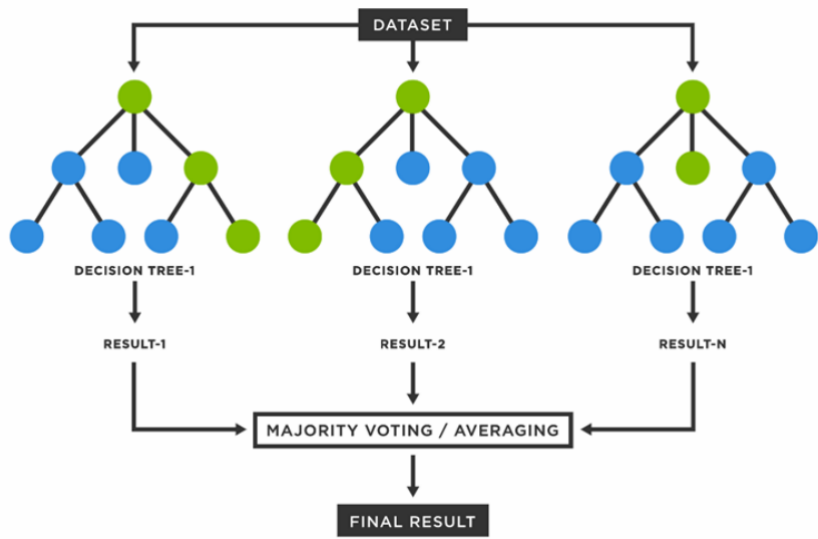 DATASET
DECISION TREE-1
DECISION TREE-1
DECISION TREE-1
RESULT-1
RESULT-2
RESULT-N
MAJORITY VOTING / AVERAGING
FINAL RESULT